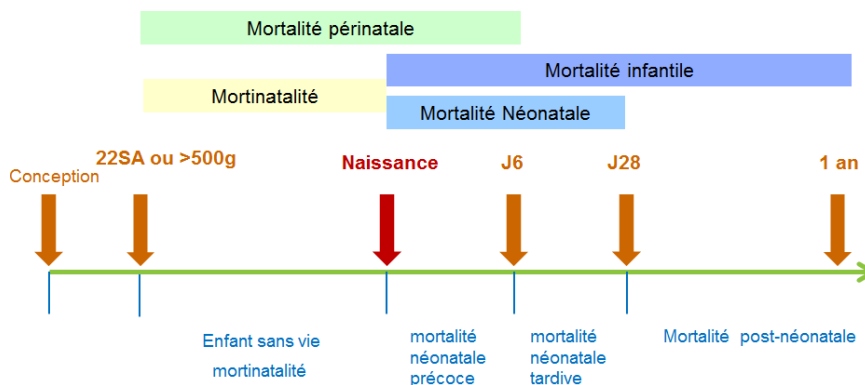 Mortalité périnatale
Mortalité infantile
Mortinatalité
Mortalité Néonatale
Conception
22SA ou >500g
Naissance
J6
J28
1 an
Enfant sans vie
mortinatalité
mortalité
néonatale
précoce
mortalité
néonatale
tardive
Mortalité post-néonatale